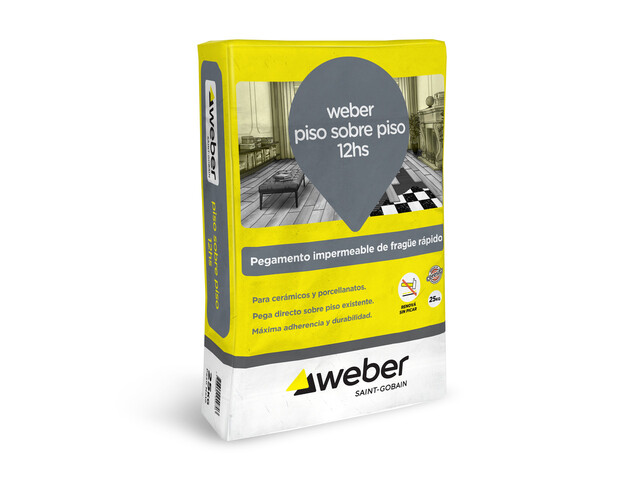 weber
piso sobre piso
12hs
Pegamento impermeable de fragüe rápido
Para cerámicos y porcellanatos.
Pega directo sobre piso existente.
Máxima adherencia y durabilidad.
RENOVÁ
SIN PICAR
25KG
weber
SAINT-GOBAIN
weber
piso sobre piso
12hs
25KG